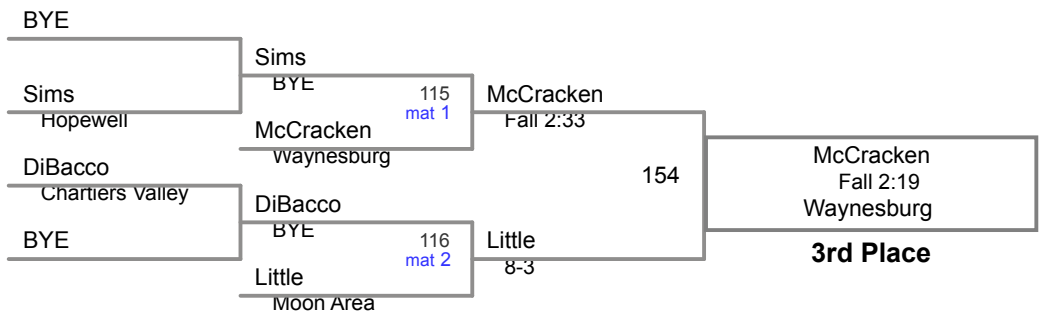 BYE
Sims
Hopewell
DiBacco
Chartiers Valley
BYE
Sims
BYE
115
mat 1
McCracken
Waynesburg
DiBacco
BYE
116
mat 2
Little
Moon Area
McCracken
Fall 2:33
154
Little
8-3
McCracken
Fall 2:19
Waynesburg
3rd Place